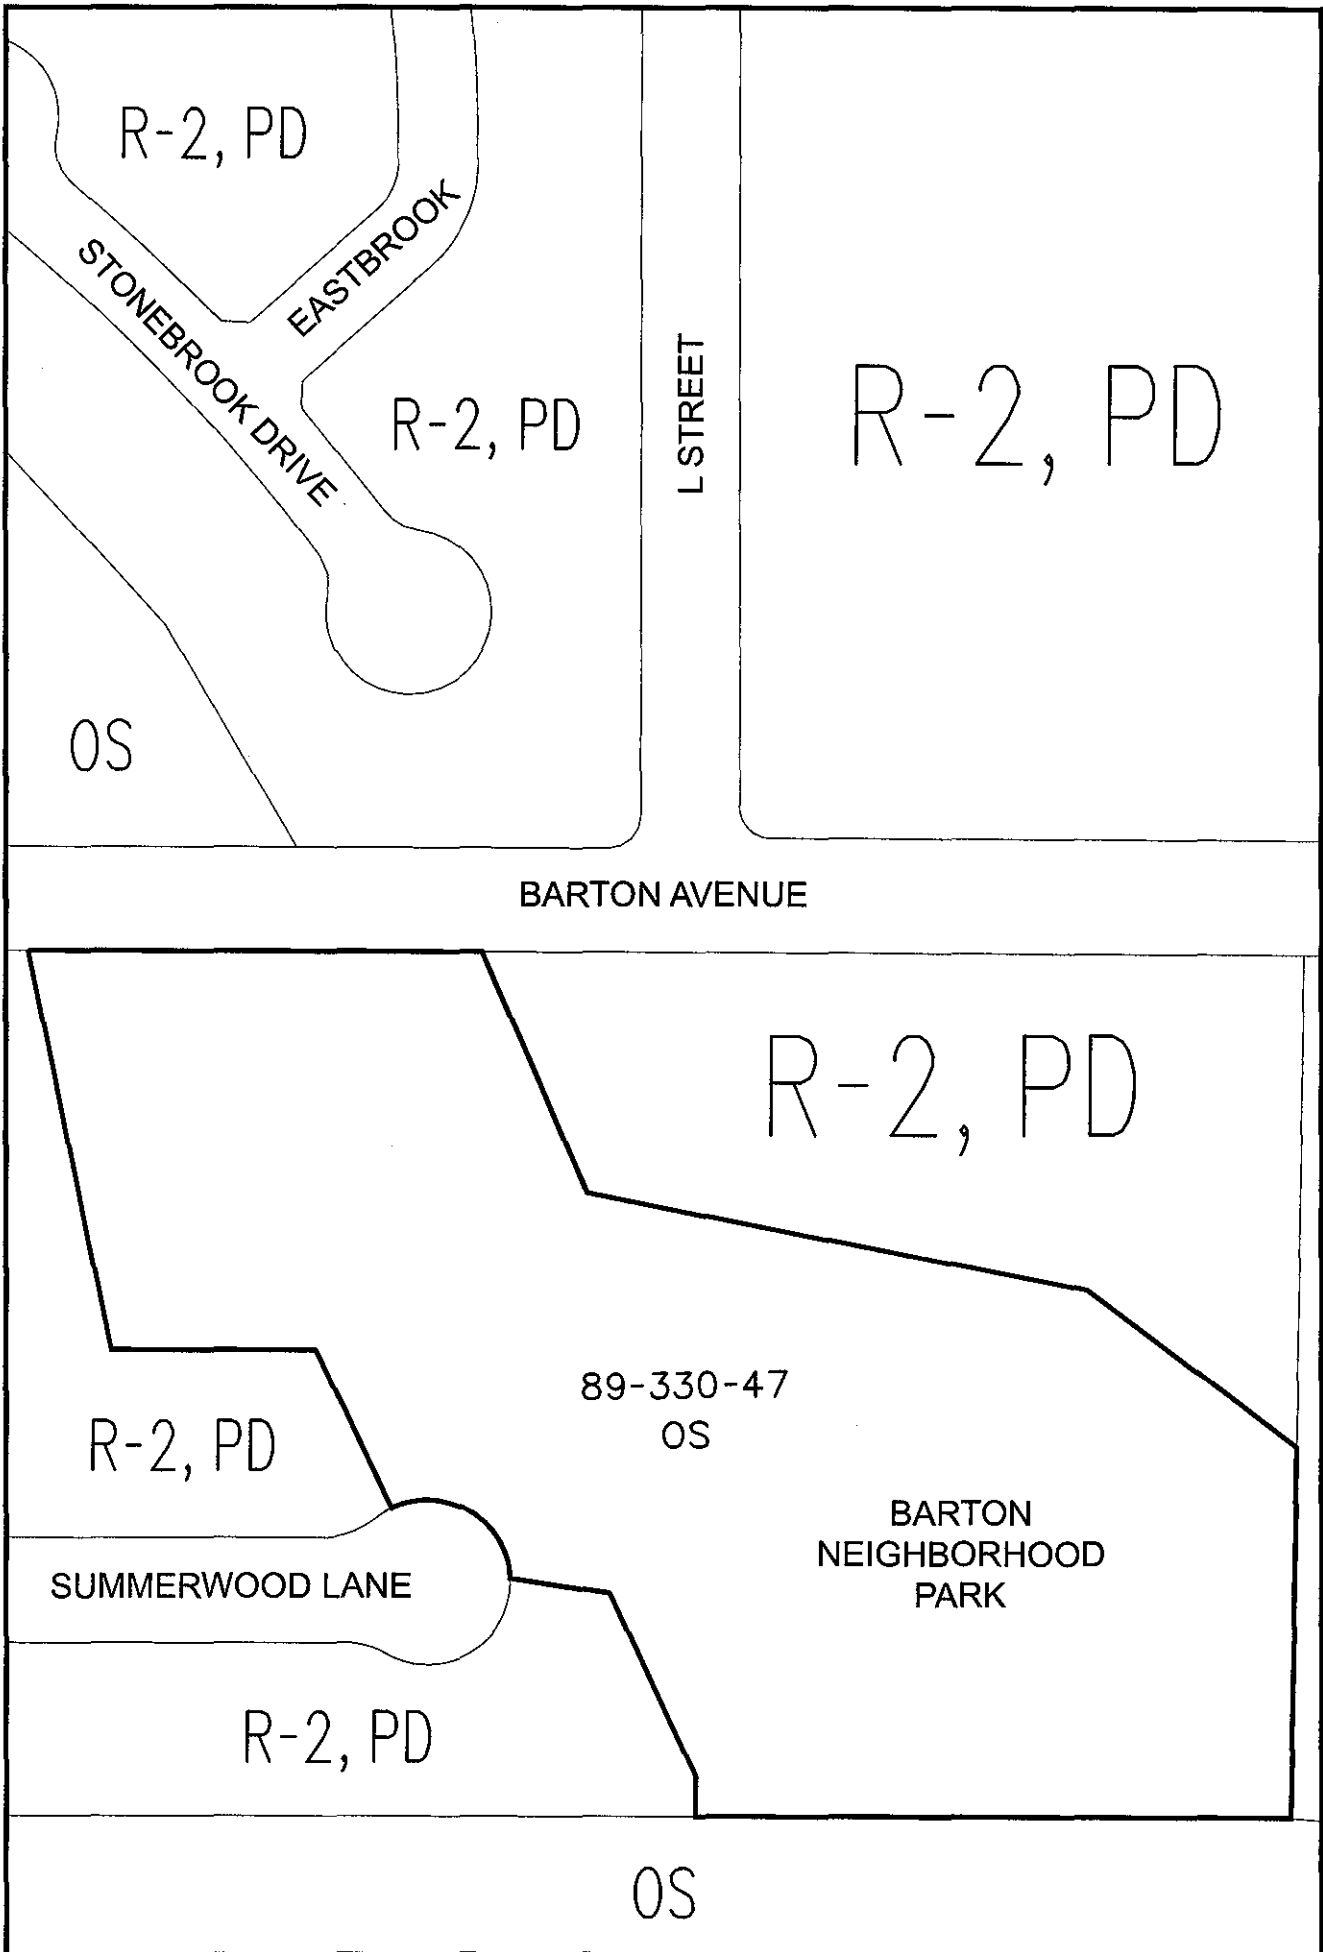 R-2, PD
STONEBROOK DRIVE
EASTBROOK
R-2, PD
L STREET
R-2, PD
OS
BARTON AVENUE
R-2, PD
89-330-47
OS
R-2, PD
BARTON
NEIGHBORHOOD
PARK
SUMMERWOOD LANE
R-2, PD
OS